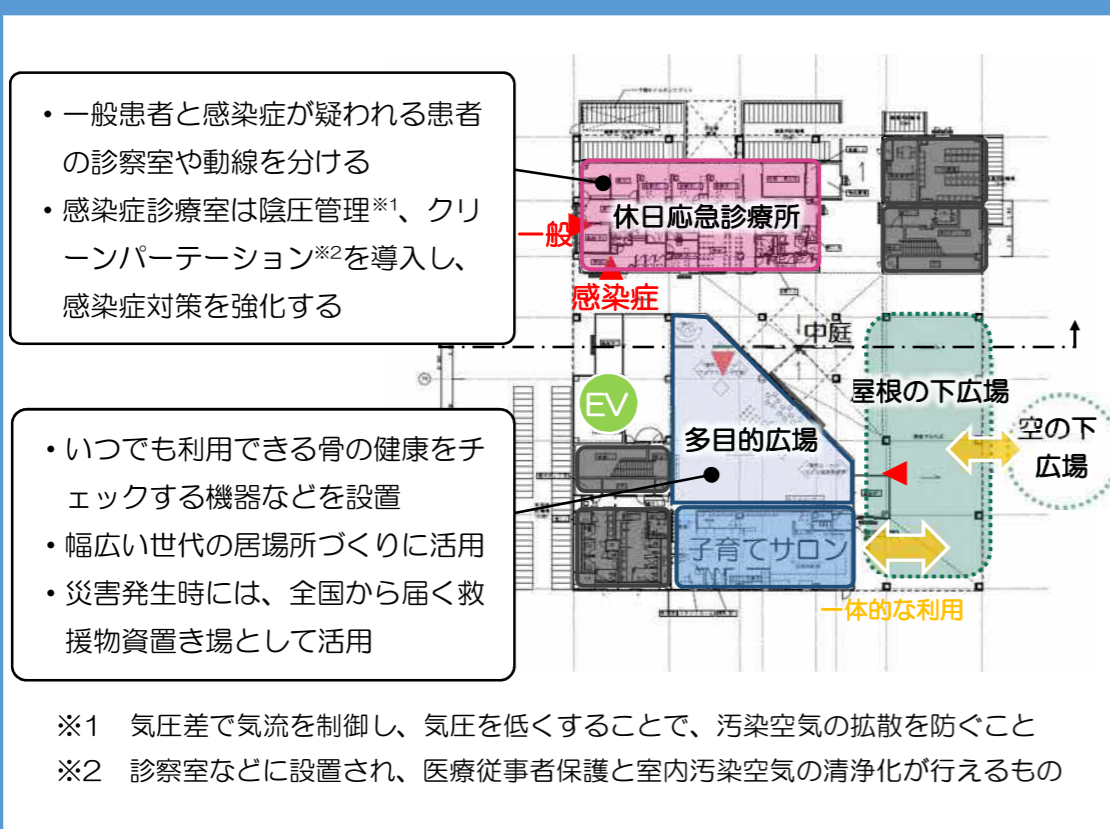 ・一般患者と感染症が疑われる患者
の診察室や動線を分ける
・感染症診療室は陰圧管理※1、クリ
ーンパーテーション※2を導入し、
感染症対策を強化する
休日応急診療所
一般
感染症
中庭
屋根の下広場
空の下
広場
EV
多目的広場
・いつでも利用できる骨の健康をチ
ェックする機器などを設置
・幅広い世代の居場所づくりに活用
・災害発生時には、全国から届く救
援物資置き場として活用
子育てサロン
一体的な利用
※1　気圧差で気流を制御し、気圧を低くすることで、汚染空気の拡散を防ぐこと
※2　診察室などに設置され、医療従事者保護と室内汚染空気の清浄化が行えるもの